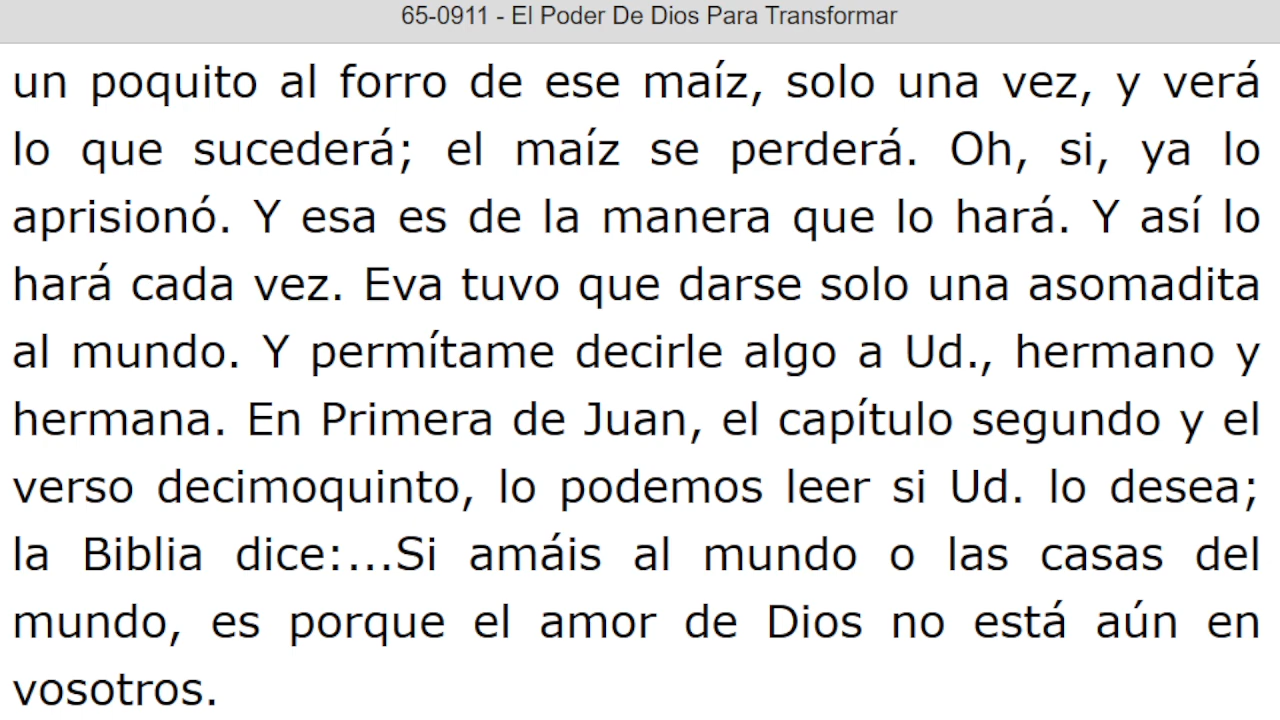 65-0911 - El Poder De Dios Para Transformar
un poquito al forro de ese maíz, solo una vez, y verá
lo que sucederá; el maíz se perderá. Oh, si, ya lo
aprisionó. Y esa es de la manera que lo hará. Y así lo
hará cada vez. Eva tuvo que darse solo una asomadita
al mundo. Y permítame decirle algo a Ud., hermano y
hermana. En Primera de Juan, el capítulo segundo y el
verso decimoquinto, lo podemos leer si Ud. lo desea;
la Biblia dice:...Si amáis al mundo o las casas del
mundo, es porque el amor de Dios no está aún en
vosotros.